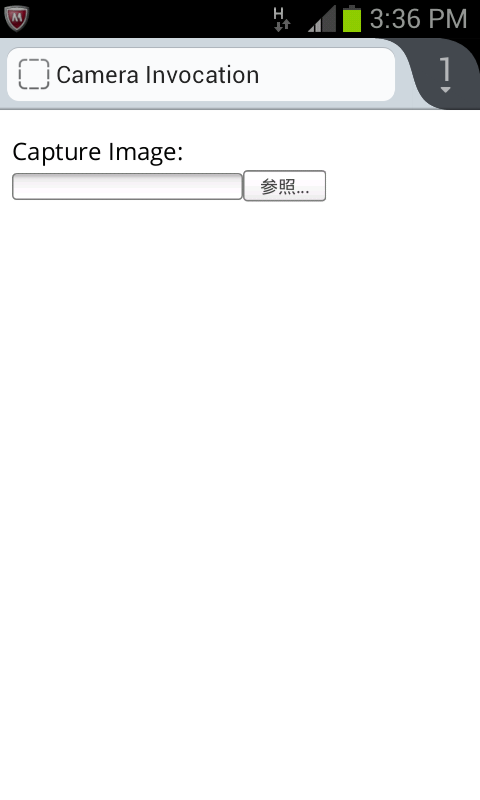 H 3:36 PM
Camera Invocation 1
Capture Image:
参照...